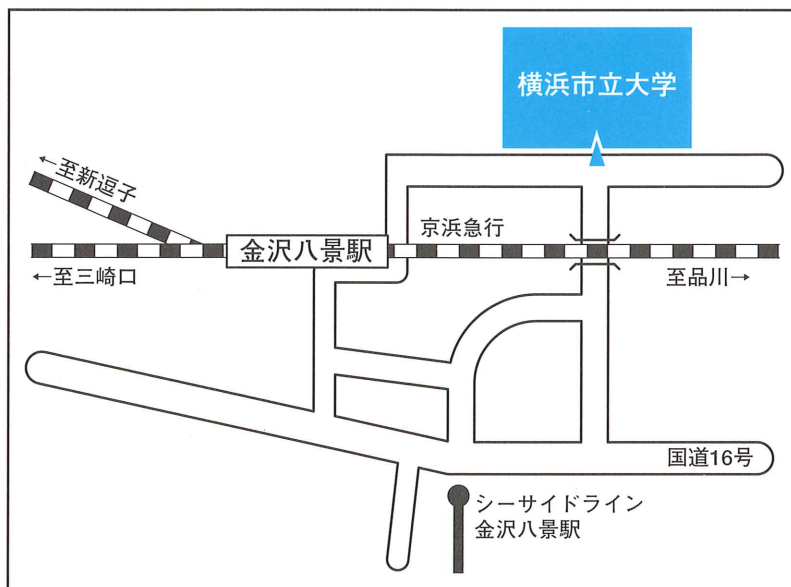 横浜市立大学
←至新逗子
京浜急行
金沢八景駅
←至三崎口
至品川→
国道16号
シーサイドライン
金沢八景駅